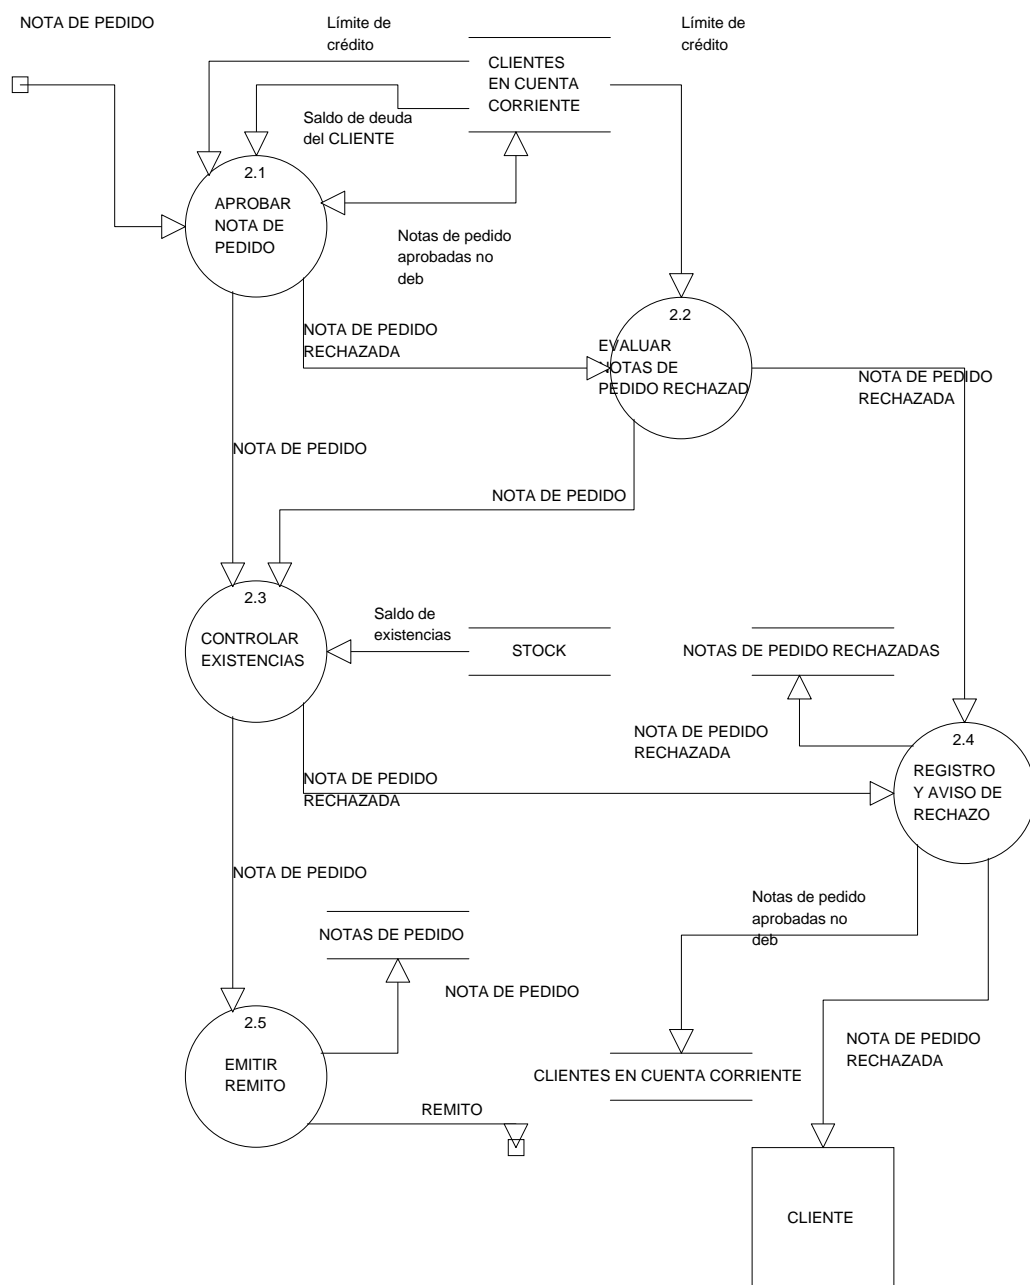 NOTA DE PEDIDO
Límite de
crédito
Límite de
crédito
CLIENTES
EN CUENTA
CORRIENTE
Saldo de deuda
del CLIENTE
2.1
APROBAR
NOTA DE
PEDIDO
Notas de pedido
aprobadas no
deb
NOTA DE PEDIDO
RECHAZADA
2.2
EVALUAR
NOTAS DE
PEDIDO RECHAZAD
NOTA DE PEDIDO
RECHAZADA
NOTA DE PEDIDO
NOTA DE PEDIDO
2.3
CONTROLAR
EXISTENCIAS
Saldo de
existencias
STOCK
NOTAS DE PEDIDO RECHAZADAS
NOTA DE PEDIDO
RECHAZADA
2.4
REGISTRO
Y AVISO DE
RECHAZO
NOTA DE PEDIDO
RECHAZADA
NOTA DE PEDIDO
Notas de pedido
aprobadas no
deb
NOTAS DE PEDIDO
NOTA DE PEDIDO
2.5
EMITIR
REMITO
NOTA DE PEDIDO
RECHAZADA
CLIENTES EN CUENTA CORRIENTE
REMITO
CLIENTE